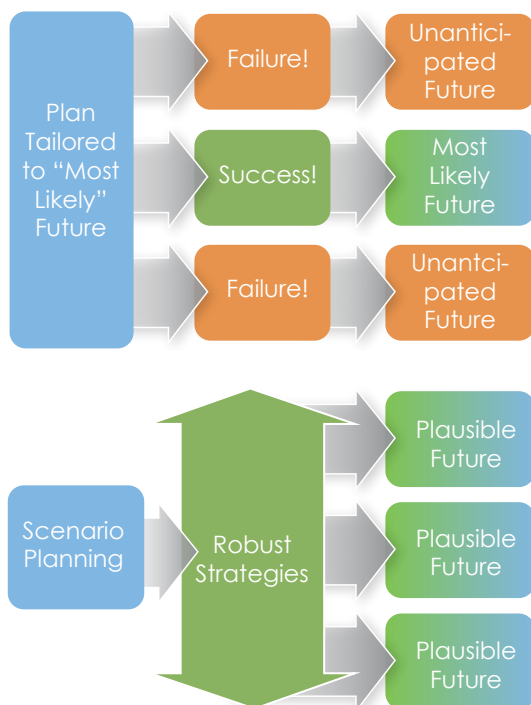 Plan
Tailored
to “Most
Likely”
Future
Failure!
Unantici-
pated
Future
Success!
Most
Likely
Future
Failure!
Unantci-
pated
Future
Scenario
Planning
Robust
Strategies
Plausible
Future
Plausible
Future
Plausible
Future